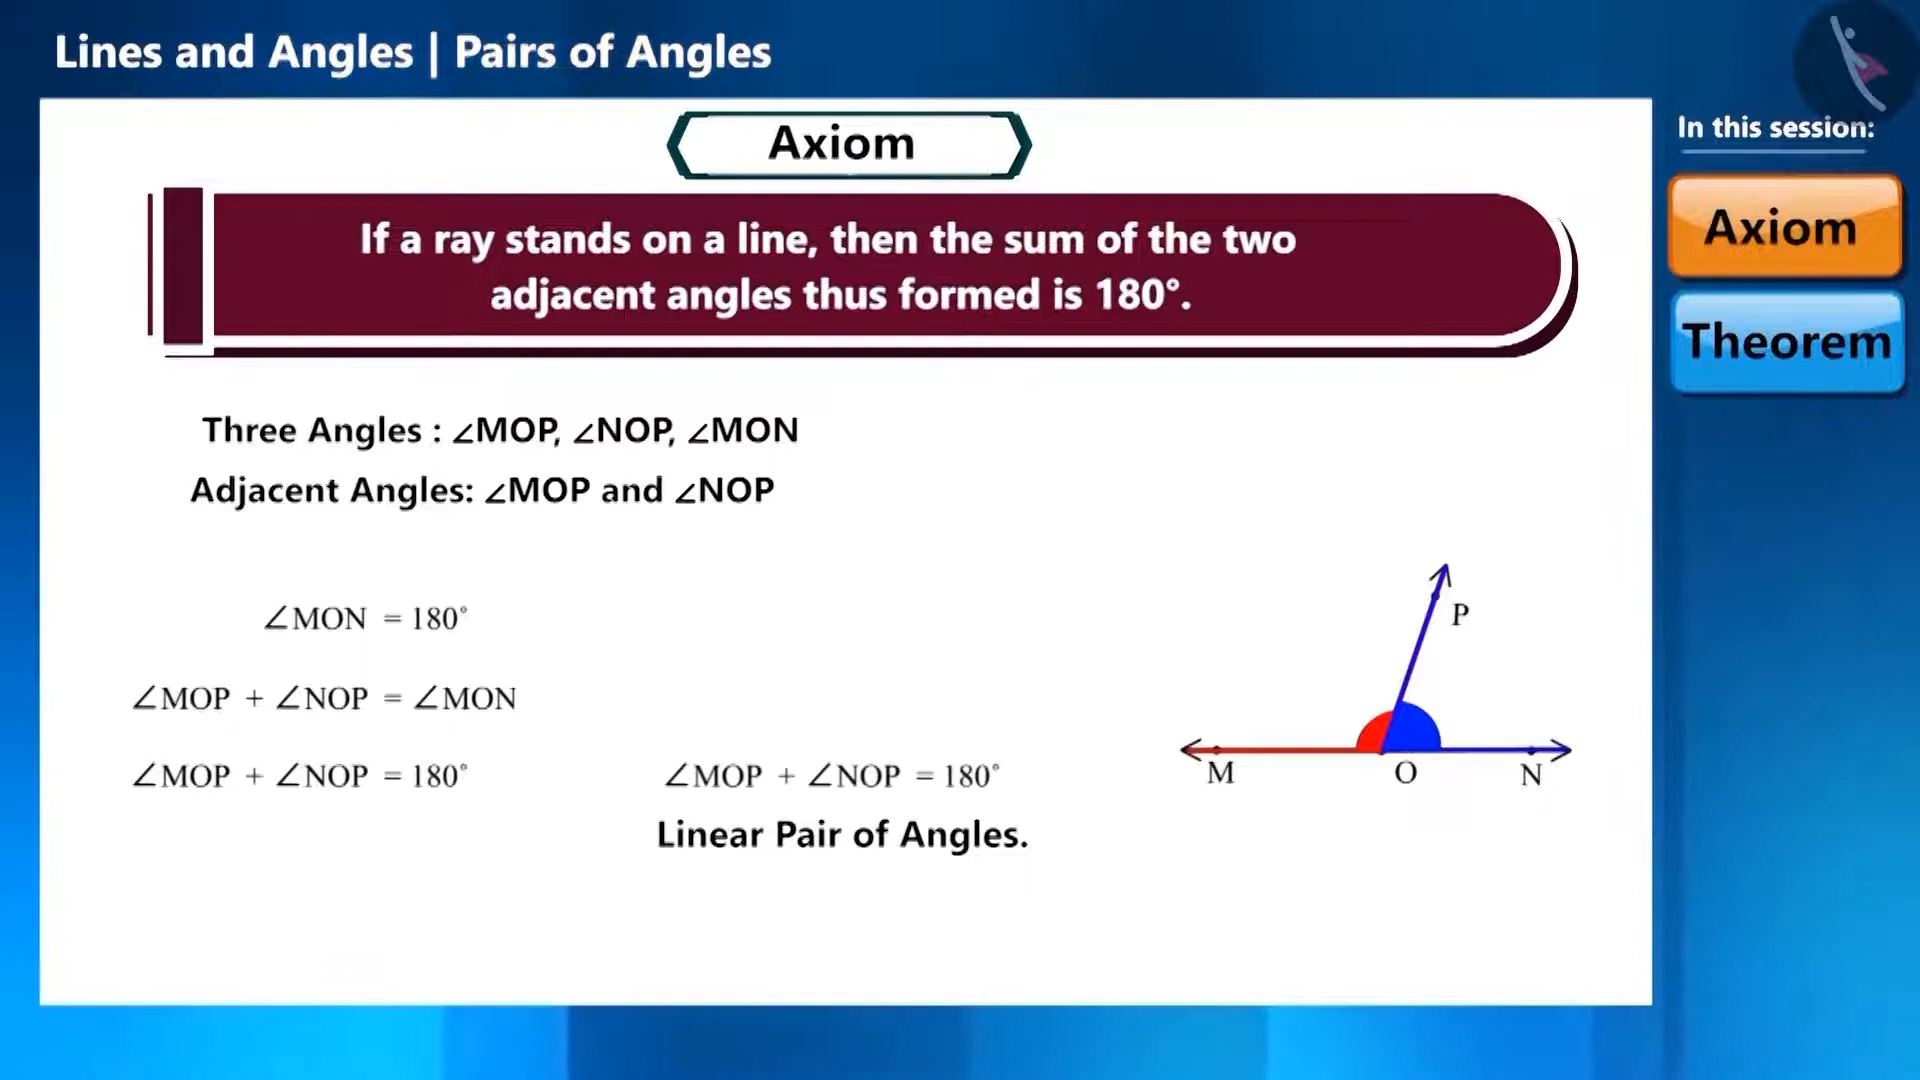 Lines and Angles | Pairs of Angles
In this session:
Axiom
Theorem
Axiom
If a ray stands on a line, then the sum of the two
adjacent angles thus formed is 180°.
Three Angles : ∠MOP, ∠NOP, ∠MON
Adjacent Angles: ∠MOP and ∠NOP
∠MON = 180°
∠MOP + ∠NOP = ∠MON
∠MOP + ∠NOP = 180°
∠MOP + ∠NOP = 180°
Linear Pair of Angles.
P
M O N